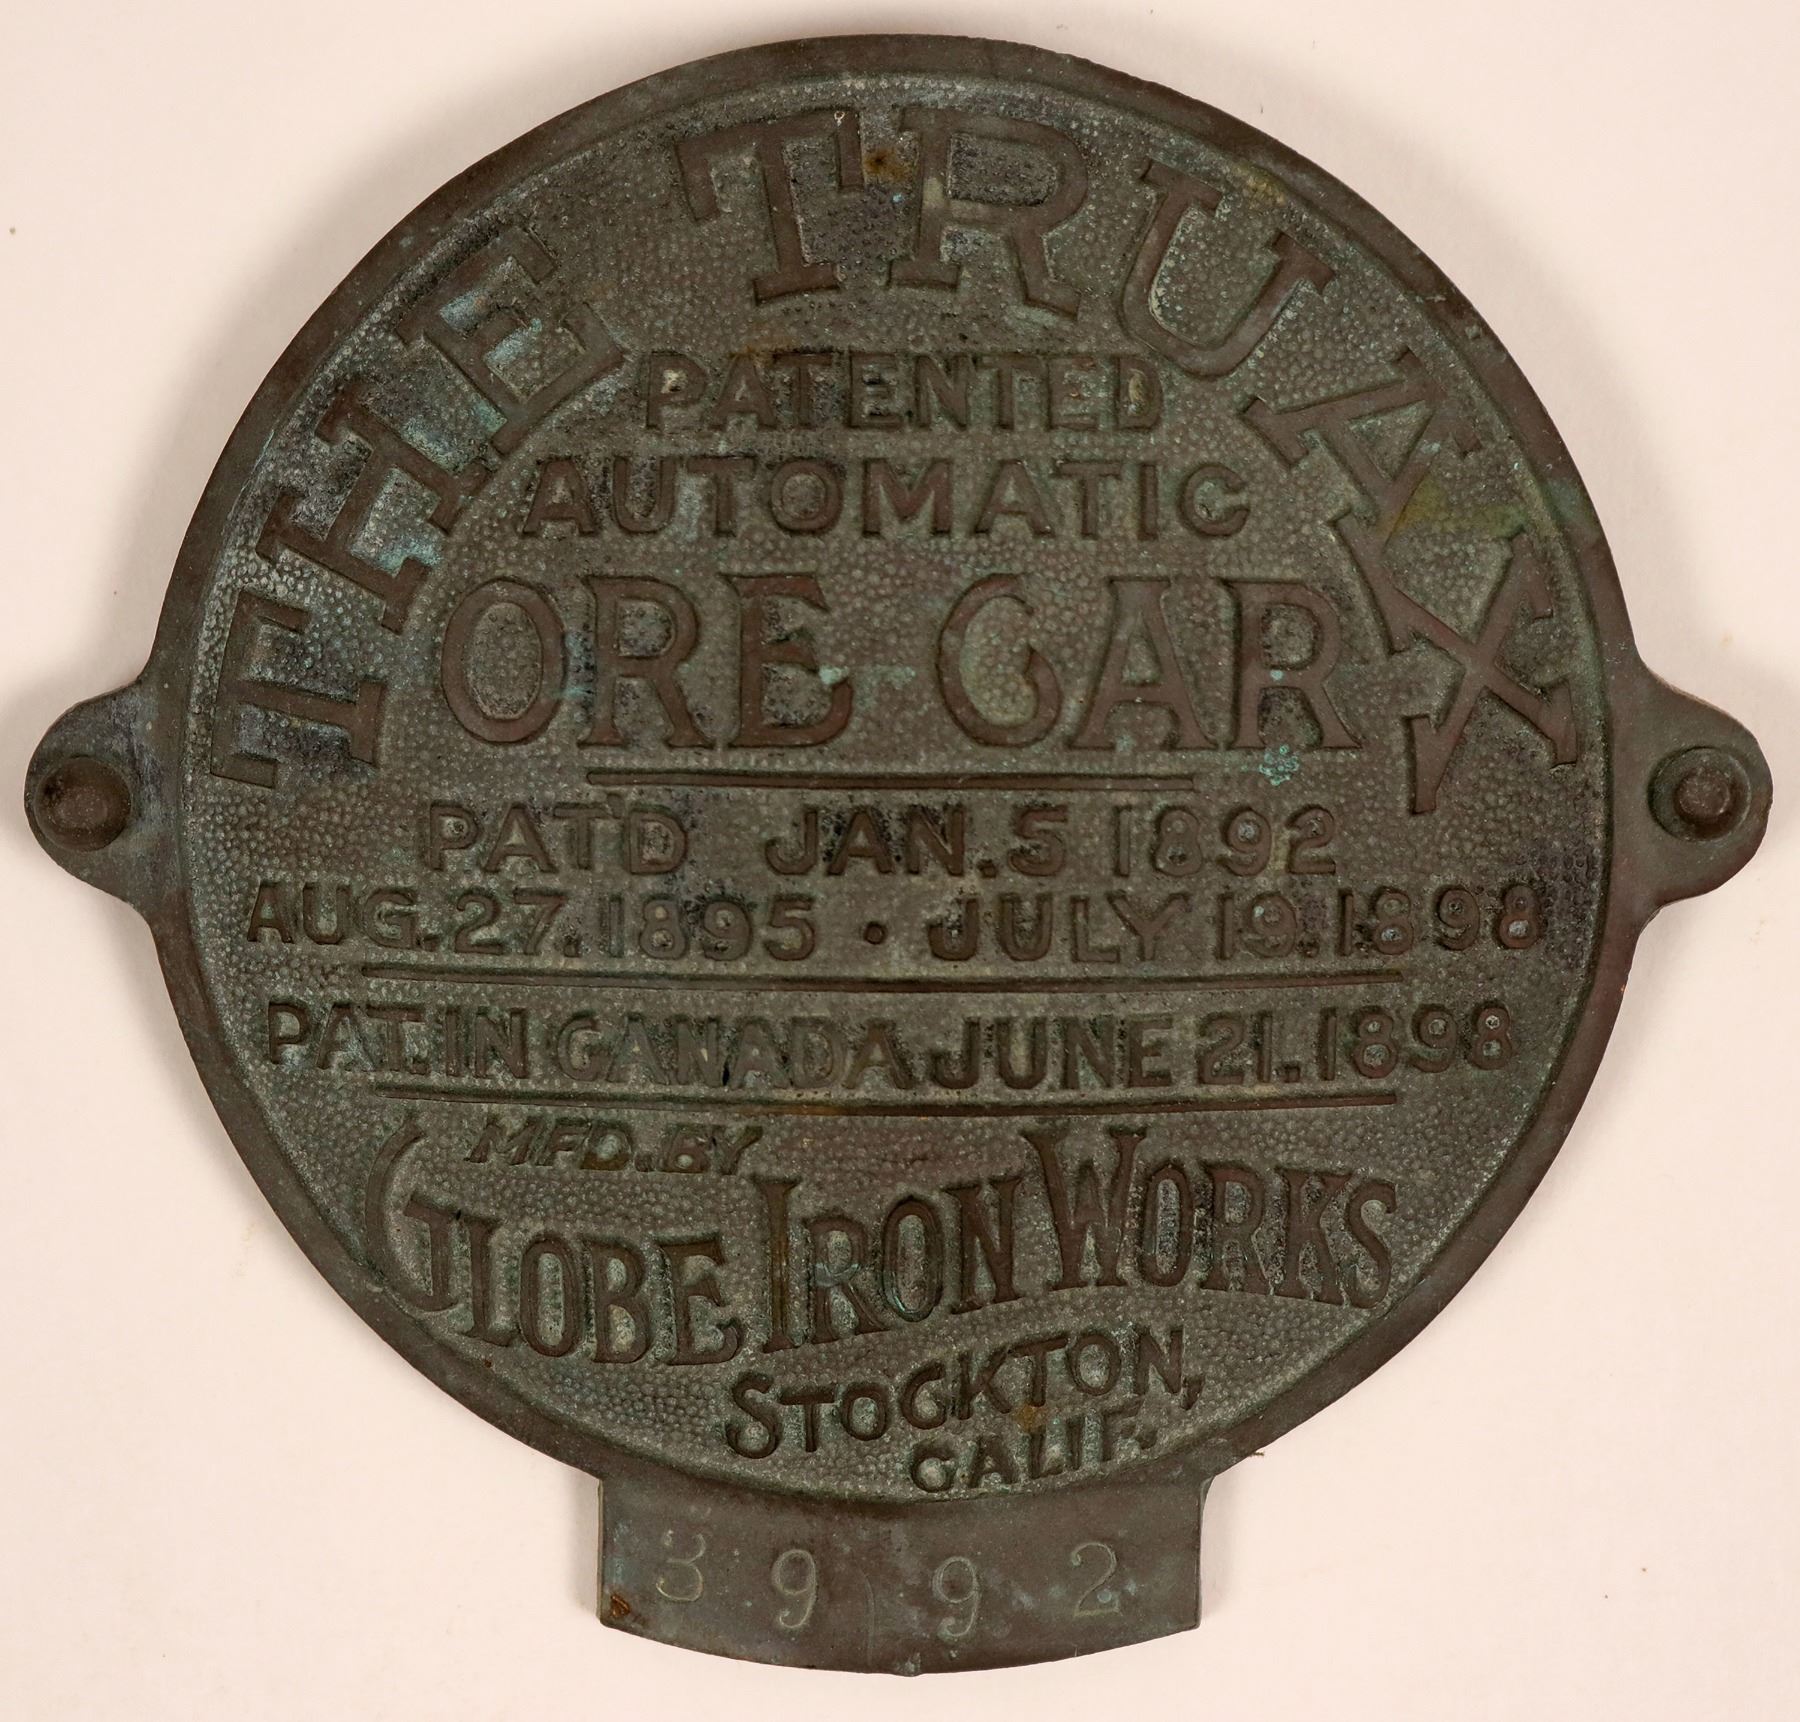 THE TRUAX
PATENTED
AUTOMATIC
ORE CAR
PAT'D JAN. 5 1892
AUG. 27. 1895 · JULY 19. 1898
PAT. IN CANADA JUNE 21. 1898
MFD. BY
GLOBE IRON WORKS
STOCKTON,
CALIF.
3992